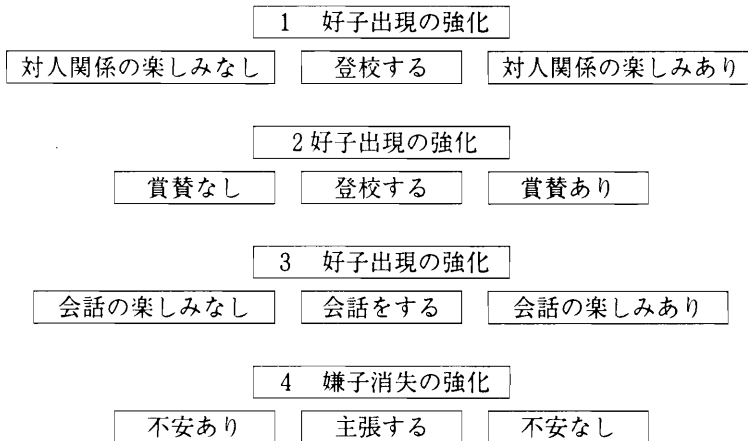 1 好子出現の強化
対人関係の楽しみなし 登校する 対人関係の楽しみあり
2好子出現の強化
賞賛なし 登校する 賞賛あり
3 好子出現の強化
会話の楽しみなし 会話をする 会話の楽しみあり
4 嫌子消失の強化
不安あり 主張する 不安なし